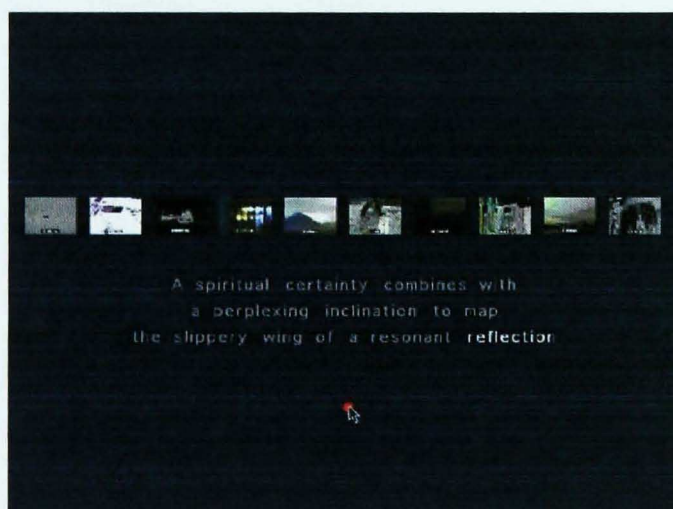 A spiritual certainty combines with
a perplexing inclination to map
the slippery wing of a resonant reflection